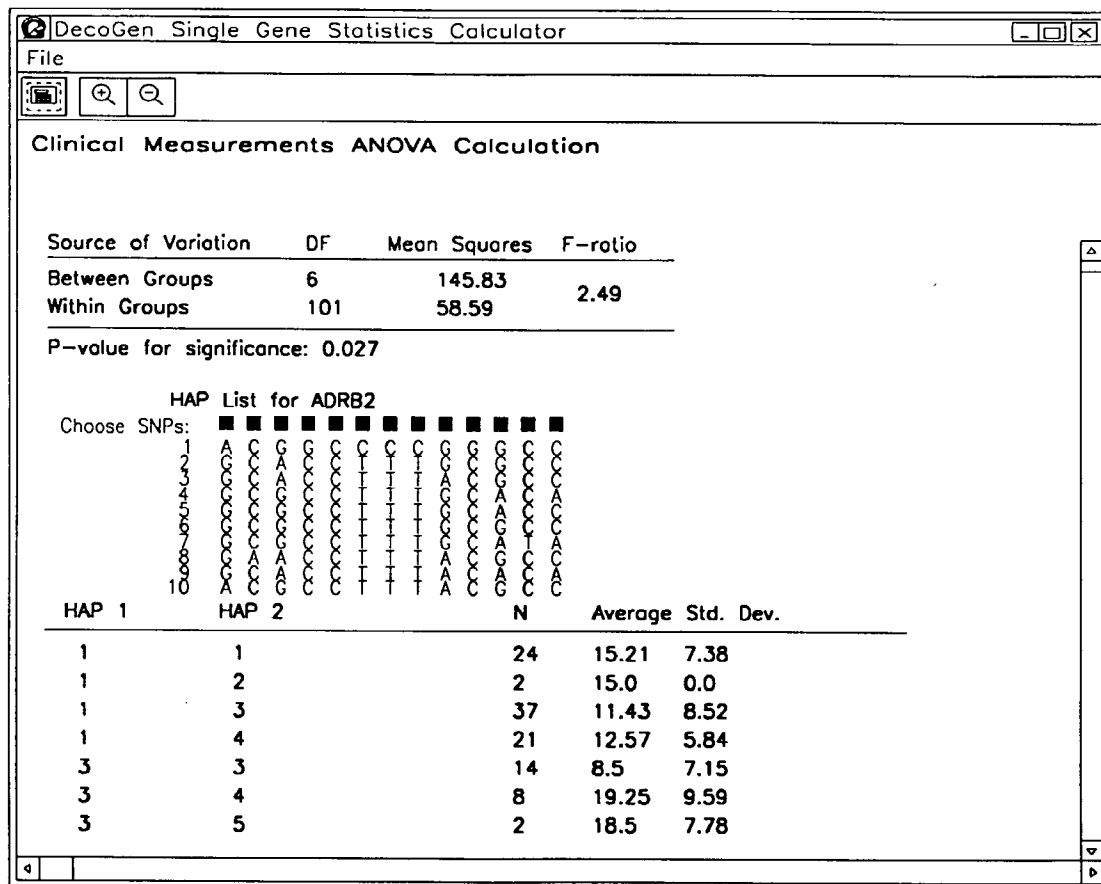 DecoGen Single Gene Statistics Calculator
File
Clinical Measurements ANOVA Calculation
Source of Variation DF Mean Squares F-ratio
Between Groups 6 145.83
2.49
Within Groups 101 58.59
P-value for significance: 0.027
HAP List for ADRB2
Choose SNPs:
1 A C G G C C C C G G G C C
2 G C A C C T T T G C G C C
3 G C A C C T T T A C G C C
4 G C G C C T T T G C A C A
5 G C G C C T T T G C A C C
6 G C G C C T T T G C G C C
7 G C G C C T T T G C A T A
8 G A A C C T T T A C G C C
9 G C A C C T T T A C A C A
10 A C G C C T T T A C G C C
HAP 1 HAP 2 N Average Std. Dev.
1 1 24 15.21 7.38
1 2 2 15.0 0.0
1 3 37 11.43 8.52
1 4 21 12.57 5.84
3 3 14 8.5 7.15
3 4 8 19.25 9.59
3 5 2 18.5 7.78